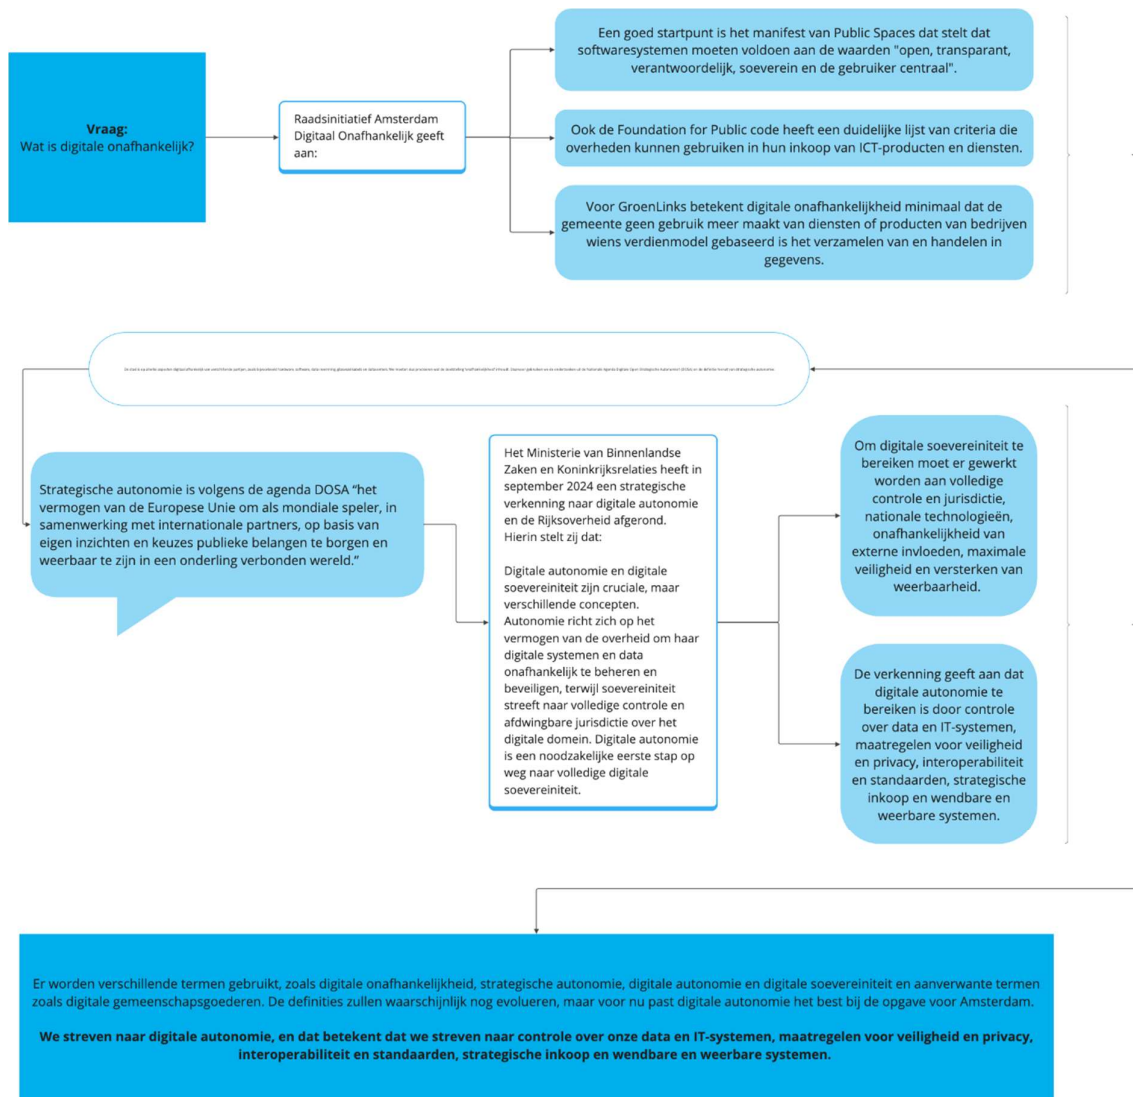 Vraag:
Wat is digitale onafhankelijk?
Raadsinitiatief Amsterdam
Digitaal Onafhankelijk geeft
aan:
Een goed startpunt is het manifest van Public Spaces dat stelt dat
softwaresystemen moeten voldoen aan de waarden "open, transparant,
verantwoordelijk, soeverein en de gebruiker centraal".
Ook de Foundation for Public code heeft een duidelijke lijst van criteria die
overheden kunnen gebruiken in hun inkoop van ICT-producten en diensten.
Voor GroenLinks betekent digitale onafhankelijkheid minimaal dat de
gemeente geen gebruik meer maakt van diensten of producten van bedrijven
wiens verdienmodel gebaseerd is het verzamelen van en handelen in
gegevens.
Strategische autonomie is volgens de agenda DOSA “het
vermogen van de Europese Unie om als mondiale speler, in
samenwerking met internationale partners, op basis van
eigen inzichten en keuzes publieke belangen te borgen en
weerbaar te zijn in een onderling verbonden wereld.”
Het Ministerie van Binnenlandse
Zaken en Koninkrijksrelaties heeft in
september 2024 een strategische
verkenning naar digitale autonomie
en de Rijksoverheid afgerond.
Hierin stelt zij dat:
Digitale autonomie en digitale
soevereiniteit zijn cruciale, maar
verschillende concepten.
Autonomie richt zich op het
vermogen van de overheid om haar
digitale systemen en data
onafhankelijk te beheren en
beveiligen, terwijl soevereiniteit
streeft naar volledige controle en
afdwingbare jurisdictie over het
digitale domein. Digitale autonomie
is een noodzakelijke eerste stap op
weg naar volledige digitale
soevereiniteit.
Om digitale soevereiniteit te
bereiken moet er gewerkt
worden aan volledige
controle en jurisdictie,
nationale technologieën,
onafhankelijkheid van
externe invloeden, maximale
veiligheid en versterken van
weerbaarheid.
De verkenning geeft aan dat
digitale autonomie te
bereiken is door controle
over data en IT-systemen,
maatregelen voor veiligheid
en privacy, interoperabiliteit
en standaarden, strategische
inkoop en wendbare en
weerbare systemen.
Er worden verschillende termen gebruikt, zoals digitale onafhankelijkheid, strategische autonomie, digitale autonomie en digitale soevereiniteit en aanverwante termen
zoals digitale gemeenschapsgoederen. De definities zullen waarschijnlijk nog evolueren, maar voor nu past digitale autonomie het best bij de opgave voor Amsterdam.
We streven naar digitale autonomie, en dat betekent dat we streven naar controle over onze data en IT-systemen, maatregelen voor veiligheid en privacy,
interoperabiliteit en standaarden, strategische inkoop en wendbare en weerbare systemen.